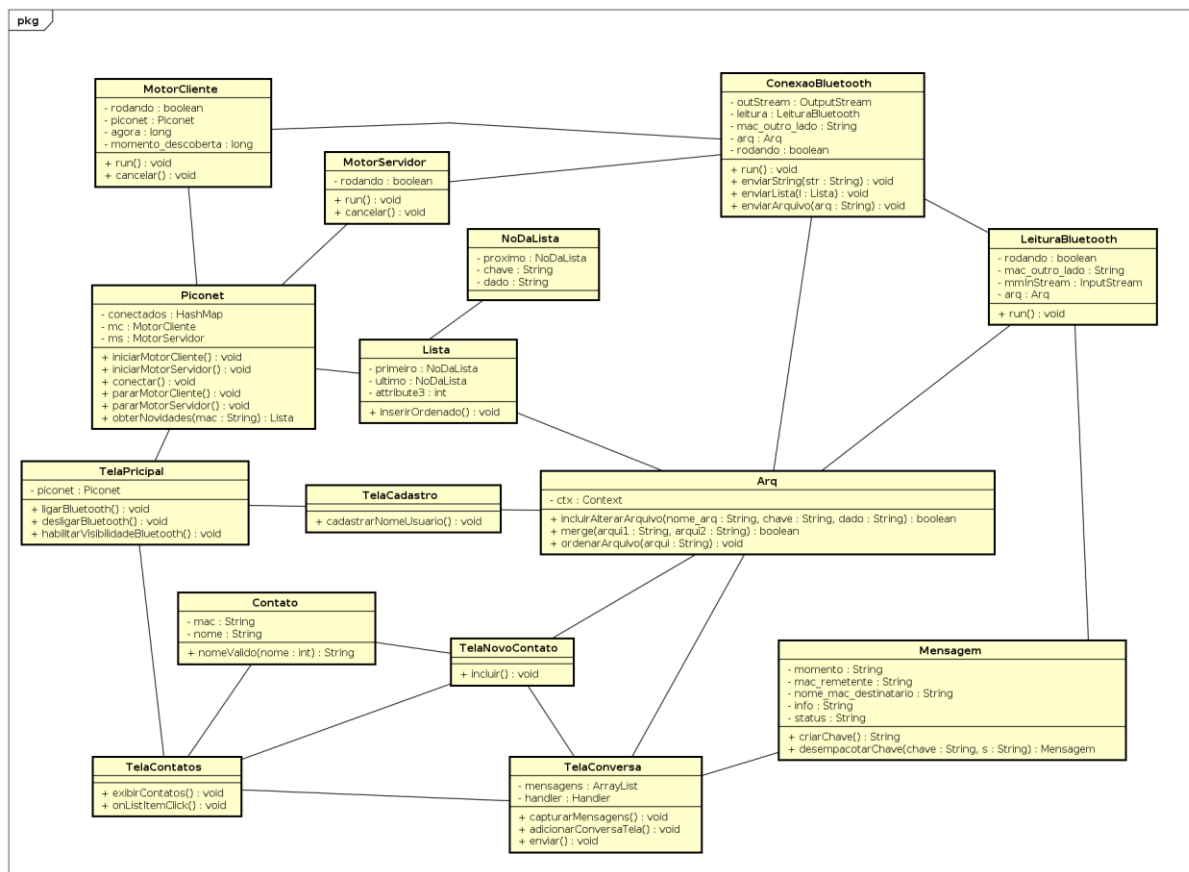 pkg
MotorCliente
- rodando : boolean
- piconet : Piconet
- agora : long
- momento_descoberta : long
+ run() : void
+ cancelar() : void
ConexaoBluetooth
- outStream : OutputStream
- leitura : LeituraBluetooth
- mac_outro_lado : String
- arq : Arq
- rodando : boolean
+ run() : void
+ enviarString(str : String) : void
+ enviarLista(l : Lista) : void
+ enviarArquivo(arq : String) : void
MotorServidor
- rodando : boolean
+ run() : void
+ cancelar() : void
NoDaLista
- proximo : NoDaLista
- chave : String
- dado : String
LeituraBluetooth
- rodando : boolean
- mac_outro_lado : String
- mmInStream : InputStream
- arq : Arq
+ run() : void
Piconet
- conectados : HashMap
- mc : MotorCliente
- ms : MotorServidor
+ iniciarMotorCliente() : void
+ iniciarMotorServidor() : void
+ conectar() : void
+ pararMotorCliente() : void
+ pararMotorServidor() : void
+ obterNovidades(mac : String) : Lista
Lista
- primeiro : NoDaLista
- ultimo : NoDaLista
- attribute3 : int
+ inserirOrdenado() : void
TelaPricipal
- piconet : Piconet
+ ligarBluetooth() : void
+ desligarBluetooth() : void
+ habilitarVisibilidadeBluetooth() : void
TelaCadastro
+ cadastrarNomeUsuario() : void
Arq
- ctx : Context
+ incluirAlterarArquivo(nome_arq : String, chave : String, dado : String) : boolean
+ merge(arqui1 : String, arqui2 : String) : boolean
+ ordenarArquivo(arqui : String) : void
Contato
- mac : String
- nome : String
+ nomeValido(nome : int) : String
TelaNovoContato
+ incluir() : void
Mensagem
- momento : String
- mac_remetente : String
- nome_mac_destinatario : String
- info : String
- status : String
+ criarChave() : String
+ desempacotarChave(chave : String, s : String) : Mensagem
TelaContatos
+ exibirContatos() : void
+ onListItemClick() : void
TelaConversa
- mensagens : ArrayList
- handler : Handler
+ capturarMensagens() : void
+ adicionarConversaTela() : void
+ enviar() : void